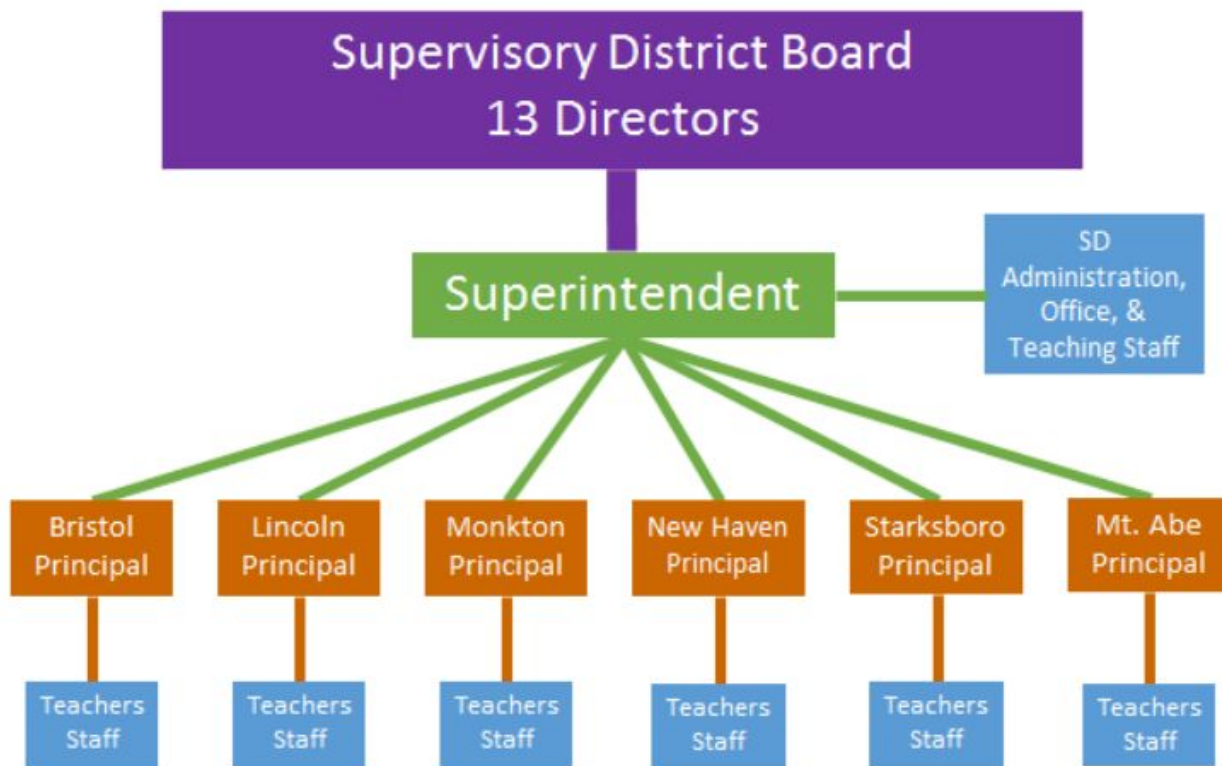 Supervisory District Board
13 Directors
Superintendent
SD
Administration,
Office, &
Teaching Staff
Bristol
Principal
Lincoln
Principal
Monkton
Principal
New Haven
Principal
Starksboro
Principal
Mt. Abe
Principal
Teachers
Staff
Teachers
Staff
Teachers
Staff
Teachers
Staff
Teachers
Staff
Teachers
Staff